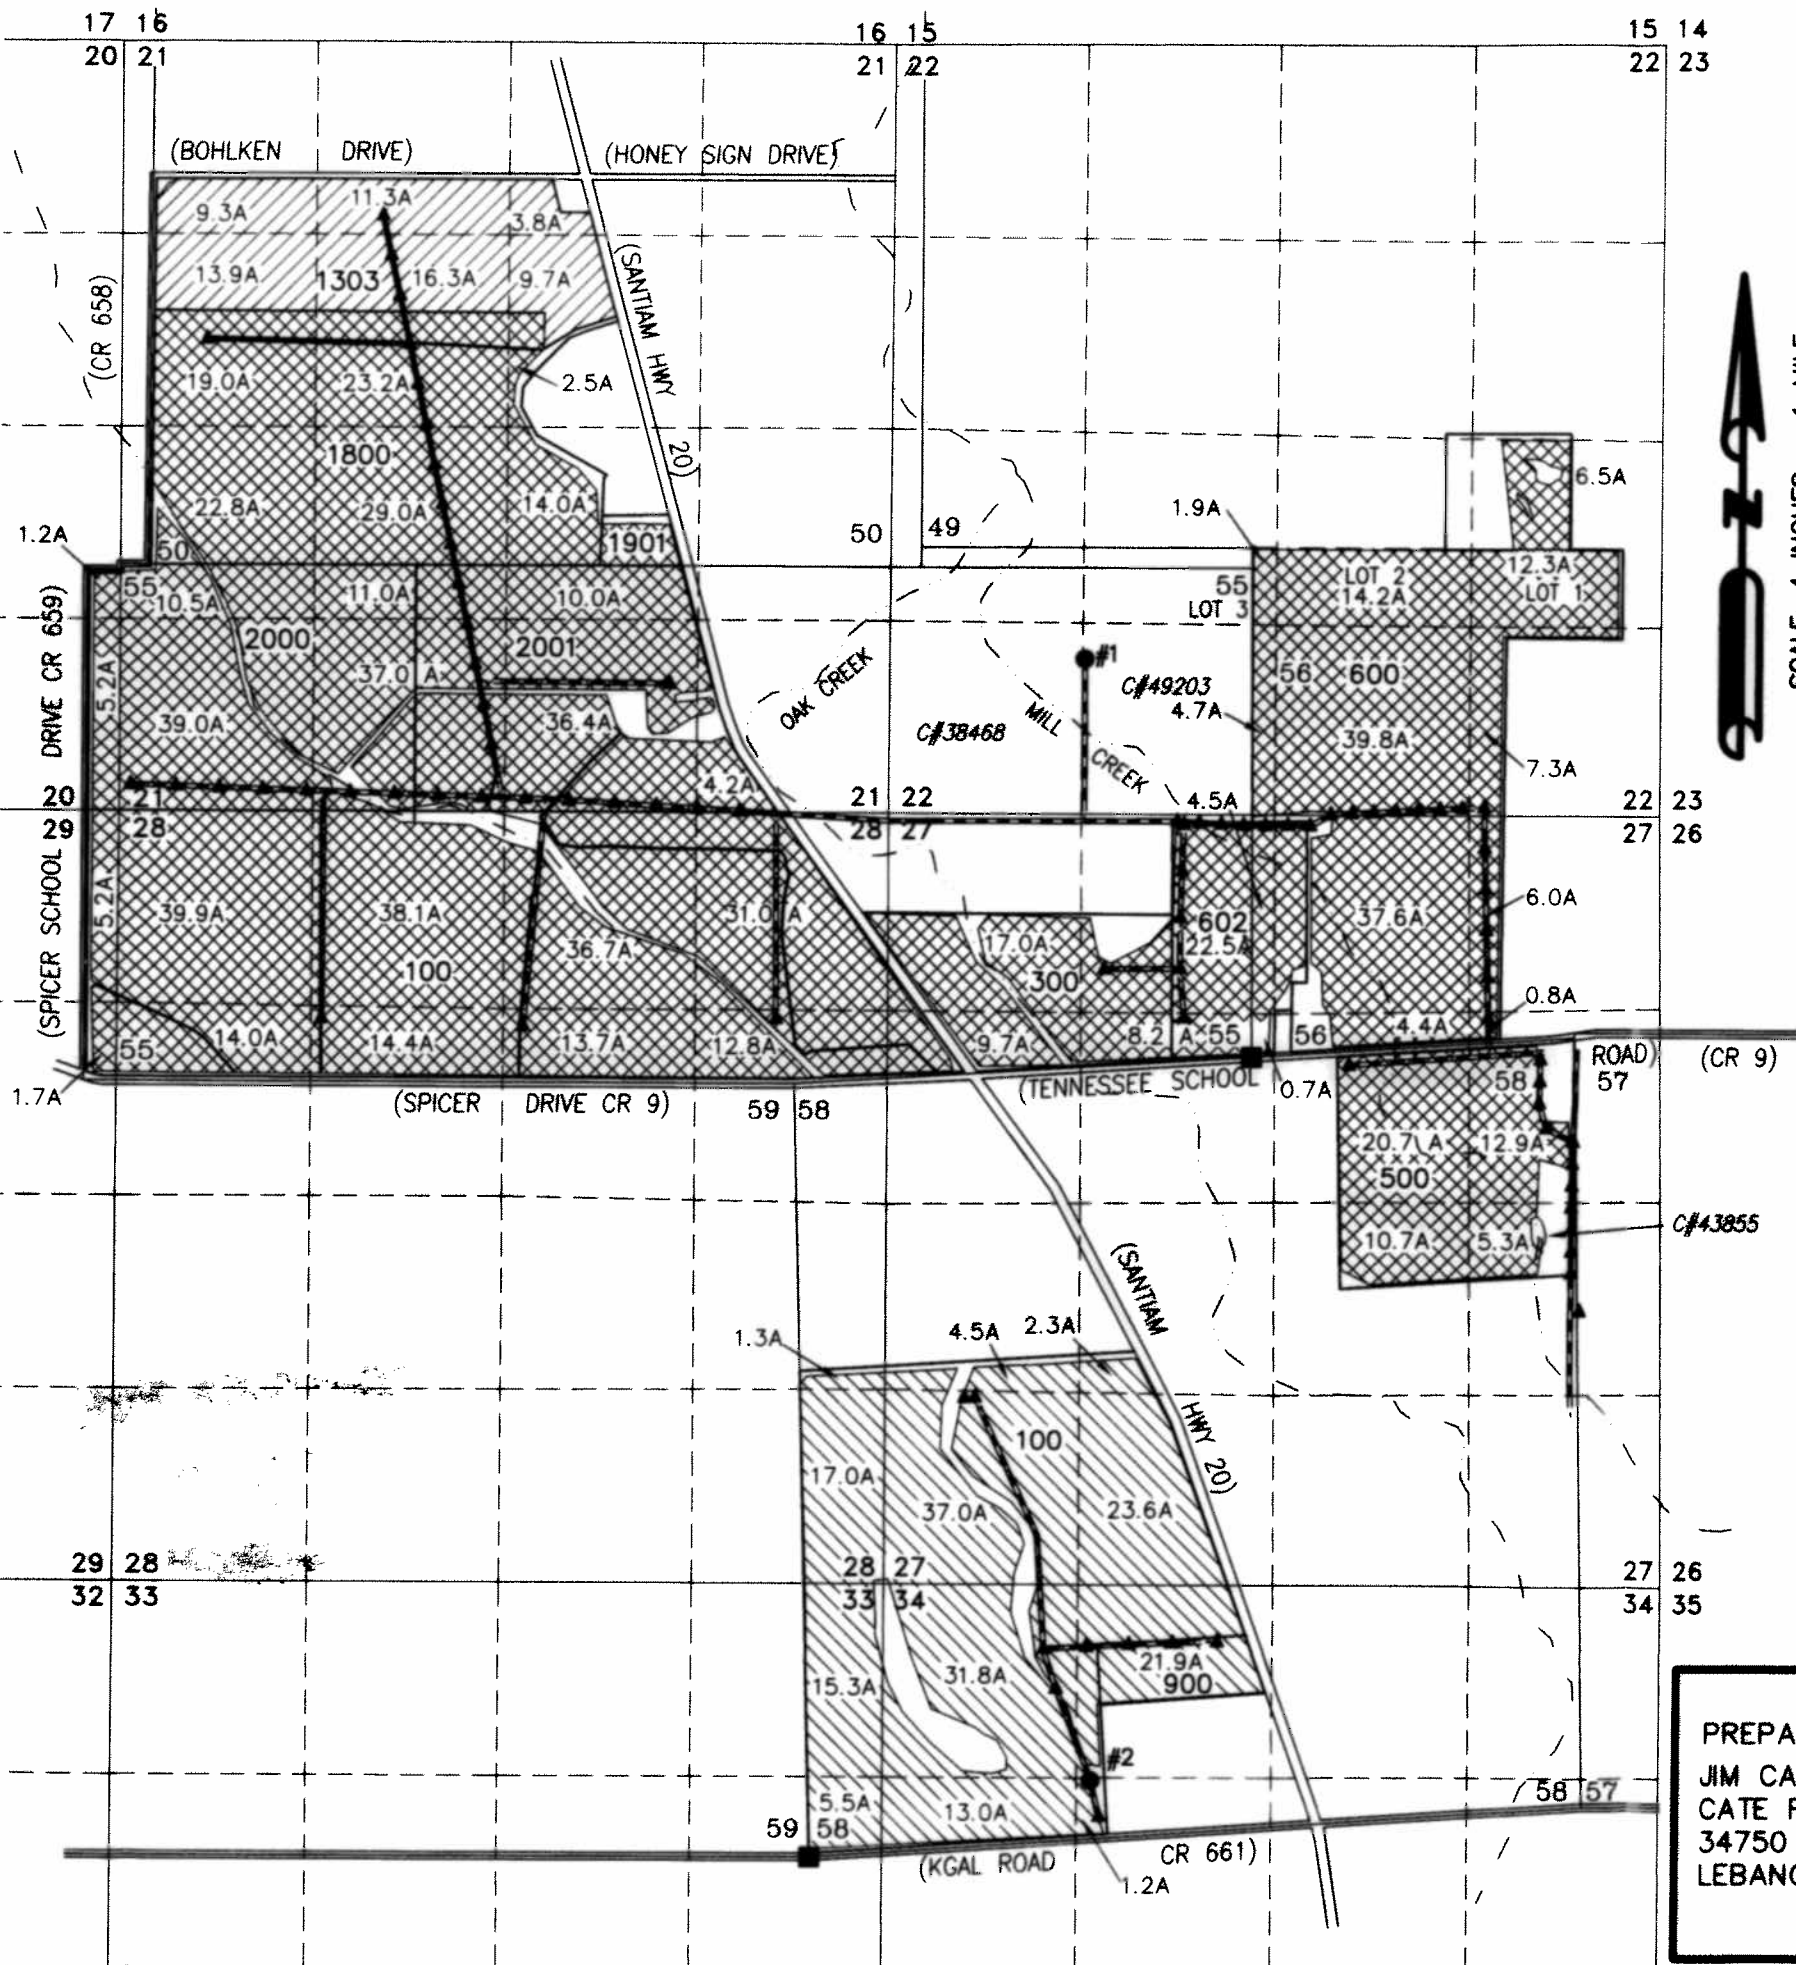 17 16
16 15
15 14
20 21
21 22
22 23
(BOHLKEN DRIVE)
(HONEY SIGN DRIVE)
9.3A
11.3A
3.8A
13.9A
1303
16.3A
9.7A
(SANTIAM HWY 20)
(CR 658)
19.0A
23.2A
2.5A
1800
22.8A
29.0A
14.0A
1901
6.5A
1.9A
1.2A
50
50
49
55
10.5A
11.0A
10.0A
55
LOT 3
LOT 2
14.2A
12.3A
LOT 1
2000
2001
37.0 A
#1
56
600
OAK CREEK
C#49203
4.7A
5.2A
39.0A
36.4A
C#38468
MILL
CREEK
39.8A
7.3A
4.2A
4.5A
20 21
29 28
21 22
28 27
22 23
27 26
(SPICER SCHOOL DRIVE CR 659)
5.2A
39.9A
38.1A
36.7A
31.0 A
17.0A
602
22.5A
37.6A
6.0A
100
300
0.8A
55
14.0A
14.4A
13.7A
12.8A
9.7A
8.2 A
55
56
4.4A
1.7A
(SPICER DRIVE CR 9)
59 58
(TENNESSEE SCHOOL ROAD)
(CR 9)
0.7A
58
57
20.7 A
12.9A
500
10.7A
5.3A
C#43855
(SANTIAM HWY 20)
1.3A
4.5A
2.3A
100
17.0A
37.0A
23.6A
29 28
32 33
28 27
33 34
27 26
34 35
15.3A
31.8A
21.9A
900
#2
5.5A
13.0A
59 58
58 57
(KGAL ROAD CR 661)
1.2A
PREPA
JIM CA
CATE
34750
LEBAN